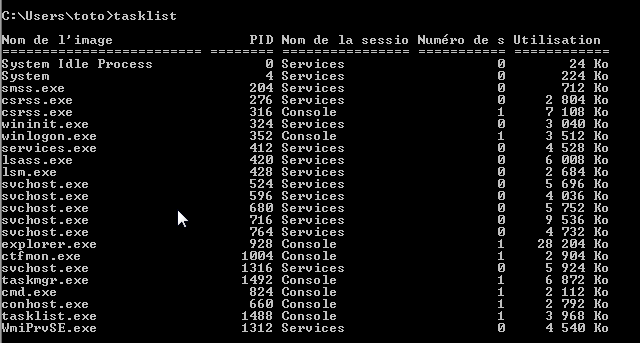 C:\Users\toto>tasklist
Nom de l'image                 PID Nom de la sessio Numéro de s Utilisation
========================= ======== ================ =========== ============
System Idle Process              0 Services                   0        24 Ko
System                           4 Services                   0       224 Ko
smss.exe                       204 Services                   0       712 Ko
csrss.exe                      276 Services                   0     2 804 Ko
csrss.exe                      316 Console                    1     7 108 Ko
wininit.exe                    324 Services                   0     3 040 Ko
winlogon.exe                   352 Console                    1     3 512 Ko
services.exe                   412 Services                   0     4 528 Ko
lsass.exe                      420 Services                   0     6 008 Ko
lsm.exe                        428 Services                   0     2 684 Ko
svchost.exe                    524 Services                   0     5 696 Ko
svchost.exe                    596 Services                   0     4 036 Ko
svchost.exe                    680 Services                   0     5 752 Ko
svchost.exe                    716 Services                   0     9 536 Ko
svchost.exe                    764 Services                   0     4 732 Ko
explorer.exe                   928 Console                    1    28 204 Ko
ctfmon.exe                    1004 Console                    1     2 904 Ko
svchost.exe                   1316 Services                   0     5 924 Ko
taskmgr.exe                   1492 Console                    1     6 872 Ko
cmd.exe                        824 Console                    1     2 112 Ko
conhost.exe                    660 Console                    1     2 792 Ko
tasklist.exe                  1488 Console                    1     3 968 Ko
WmiPrvSE.exe                  1312 Services                   0     4 540 Ko